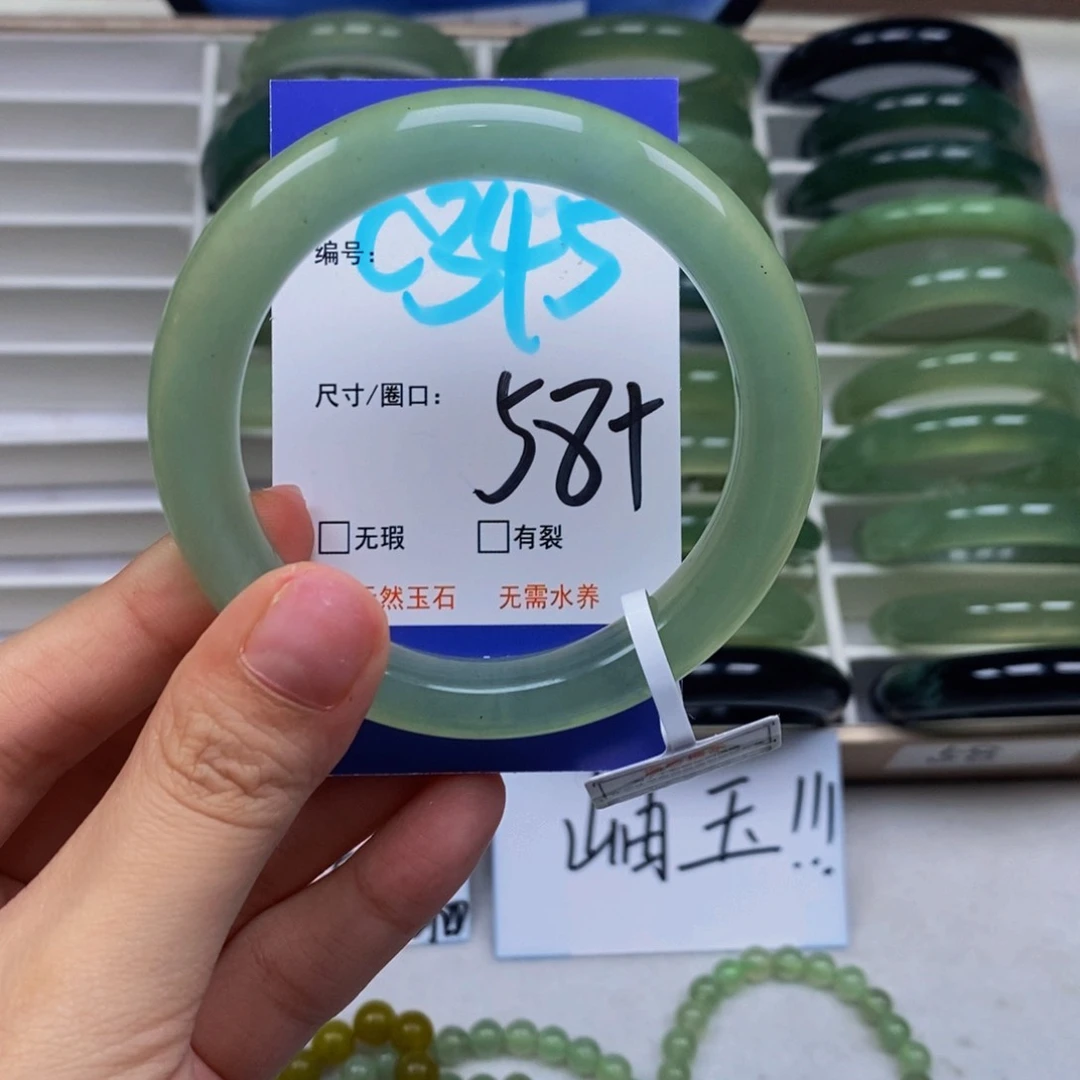 编号: C345
尺寸/圈口: 58+
无瑕 有裂
然玉石 无需水养
58
岫玉!!!